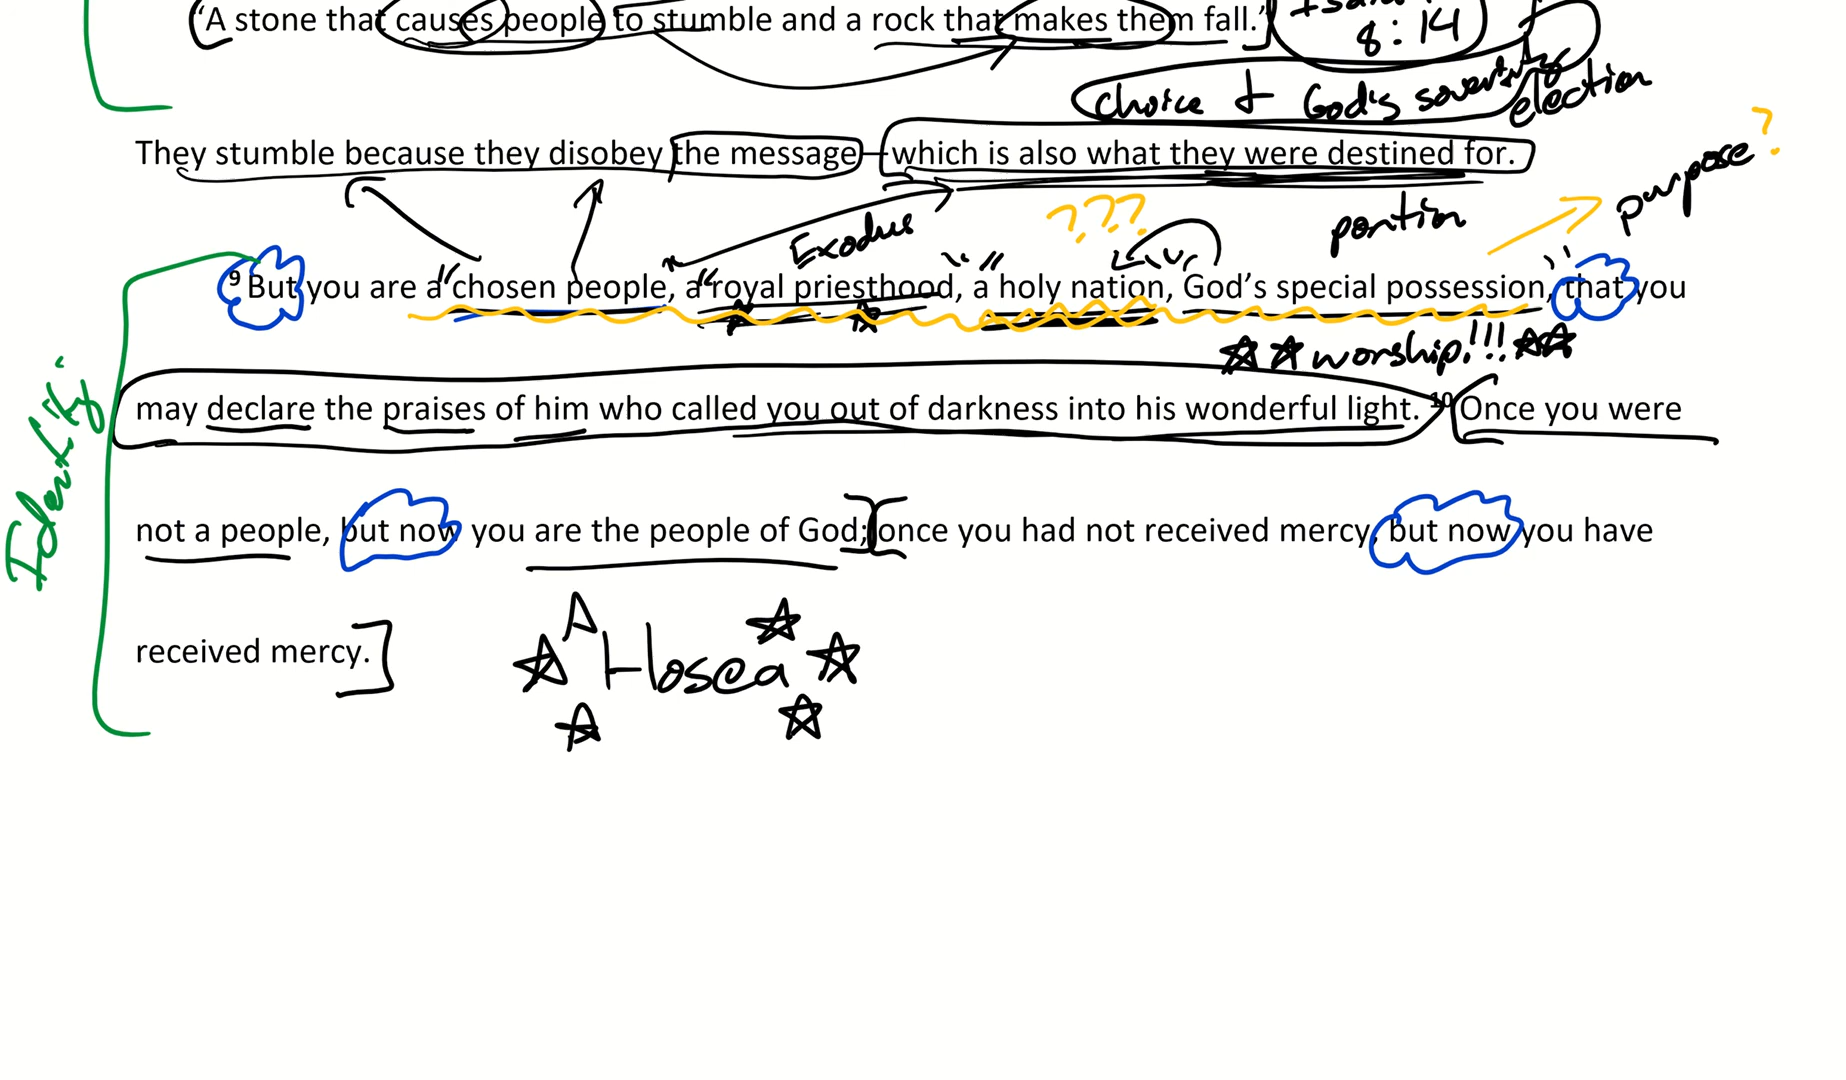 "A stone that causes people to stumble and a rock that makes them fall."
8:14
choice + God's sovereign
election
They stumble because they disobey the message—which is also what they were destined for.
purpose?
Exodus
???
portion
⁹ But you are a "chosen people, a "royal priesthood," a "holy nation, God's special possession," that you
worship!!!
Identity:
may declare the praises of him who called you out of darkness into his wonderful light. ¹⁰ Once you were
not a people, but now you are the people of God; once you had not received mercy, but now you have
received mercy.
Hosea